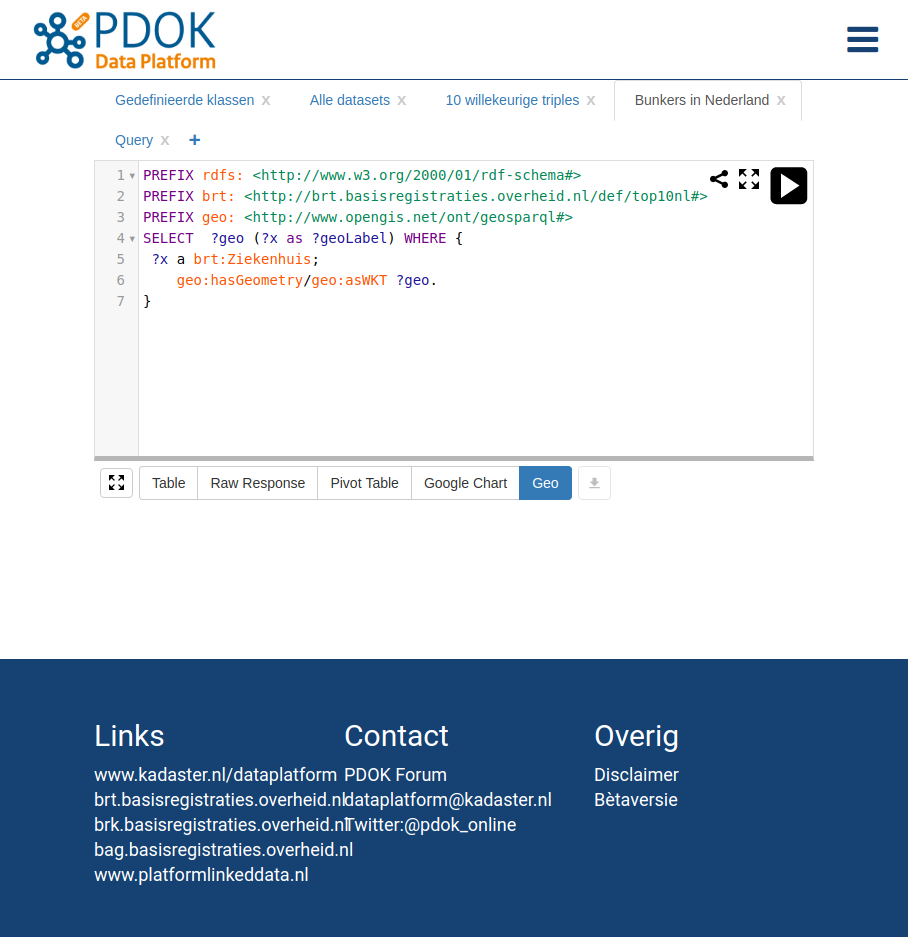 BETA
PDOK
Data Platform
Gedefinieerde klassen x Alle datasets x 10 willekeurige triples x Bunkers in Nederland x
Query x +
1 PREFIX rdfs: <http://www.w3.org/2000/01/rdf-schema#>
2 PREFIX brt: <http://brt.basisregistraties.overheid.nl/def/top10nl#>
3 PREFIX geo: <http://www.opengis.net/ont/geosparql#>
4 SELECT  ?geo (?x as ?geoLabel) WHERE {
5  ?x a brt:Ziekenhuis;
6     geo:hasGeometry/geo:asWKT ?geo.
7 }
Table Raw Response Pivot Table Google Chart Geo
Links
www.kadaster.nl/dataplatform
brt.basisregistraties.overheid.nl
brk.basisregistraties.overheid.nl
bag.basisregistraties.overheid.nl
www.platformlinkeddata.nl
Contact
PDOK Forum
dataplatform@kadaster.nl
Twitter:@pdok_online
Overig
Disclaimer
Bètaversie